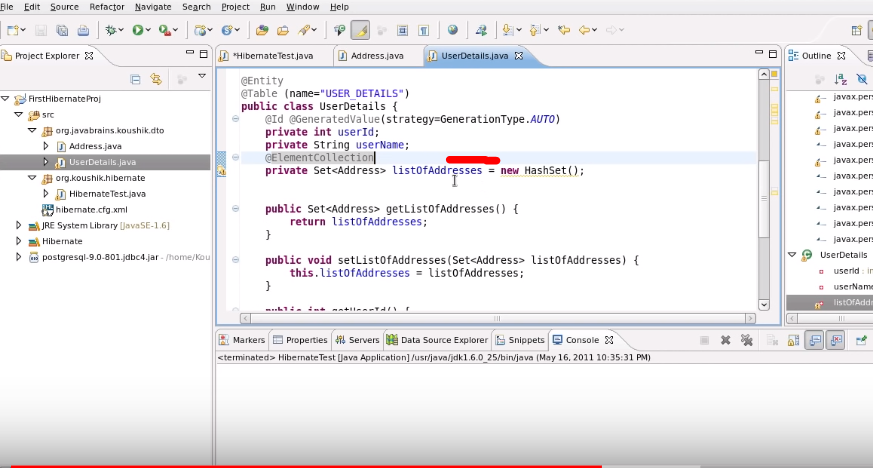 ile Edit Source Refactor Navigate Search Project Run Window Help
Project Explorer
*HibernateTest.java Address.java UserDetails.java
Outline
FirstHibernateProj
src
org.javabrains.koushik.dto
Address.java
UserDetails.java
org.koushik.hibernate
HibernateTest.java
hibernate.cfg.xml
JRE System Library [JavaSE-1.6]
Hibernate
postgresql-9.0-801.jdbc4.jar - /home/Kou
@Entity
@Table (name="USER_DETAILS")
public class UserDetails {
@Id @GeneratedValue(strategy=GenerationType.AUTO)
private int userId;
private String userName;
@ElementCollection
private Set<Address> listOfAddresses = new HashSet();
public Set<Address> getListOfAddresses() {
return listOfAddresses;
}
public void setListOfAddresses(Set<Address> listOfAddresses) {
this.listOfAddresses = listOfAddresses;
}
public int getUserId() {
javax.pers
javax.pers
javax.pers
javax.pers
javax.pers
javax.pers
javax.pers
javax.pers
javax.pers
javax.pers
UserDetails
userId : in
userName
listOfAddr
Markers Properties Servers Data Source Explorer Snippets Console
<terminated> HibernateTest [Java Application] /usr/java/jdk1.6.0_25/bin/java (May 16, 2011 10:35:31 PM)